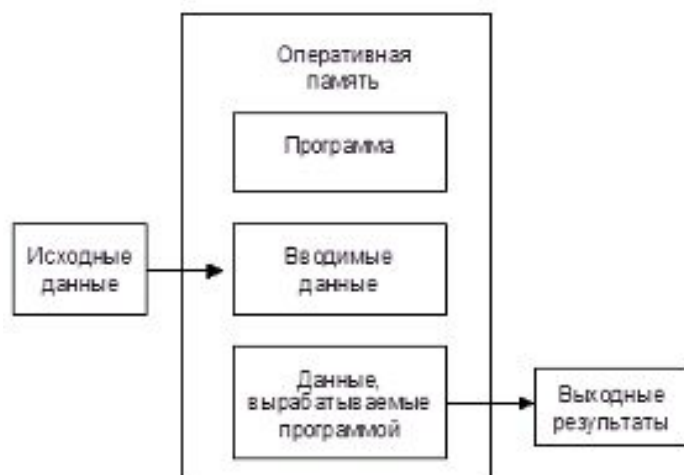 Оперативная
память
Программа
Исходные
данные
Вводимые
данные
Данные,
вырабатываемые
программой
Выходные
результаты